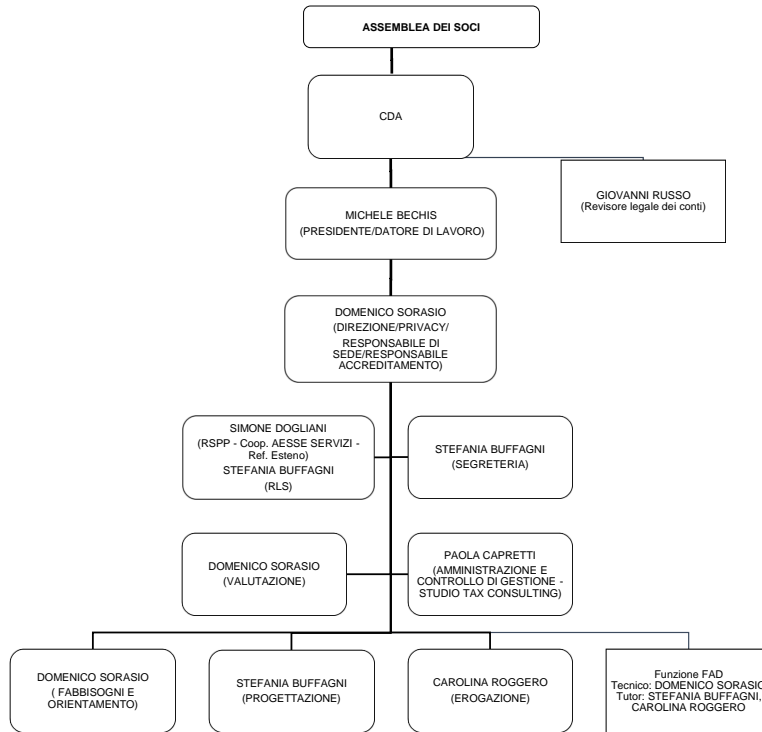 ASSEMBLEA DEI SOCI
CDA
GIOVANNI RUSSO
(Revisore legale dei conti)
MICHELE BECHIS
(PRESIDENTE/DATORE DI LAVORO)
DOMENICO SORASIO
(DIREZIONE/PRIVACY/
RESPONSABILE DI
SEDE/RESPONSABILE
ACCREDITAMENTO)
SIMONE DOGLIANI
(RSPP - Coop. AESSE SERVIZI -
Ref. Esteno)
STEFANIA BUFFAGNI
(RLS)
STEFANIA BUFFAGNI
(SEGRETERIA)
DOMENICO SORASIO
(VALUTAZIONE)
PAOLA CAPRETTI
(AMMINISTRAZIONE E
CONTROLLO DI GESTIONE -
STUDIO TAX CONSULTING)
DOMENICO SORASIO
( FABBISOGNI E
ORIENTAMENTO)
STEFANIA BUFFAGNI
(PROGETTAZIONE)
CAROLINA ROGGERO
(EROGAZIONE)
Funzione FAD
Tecnico: DOMENICO SORASIO
Tutor: STEFANIA BUFFAGNI,
CAROLINA ROGGERO